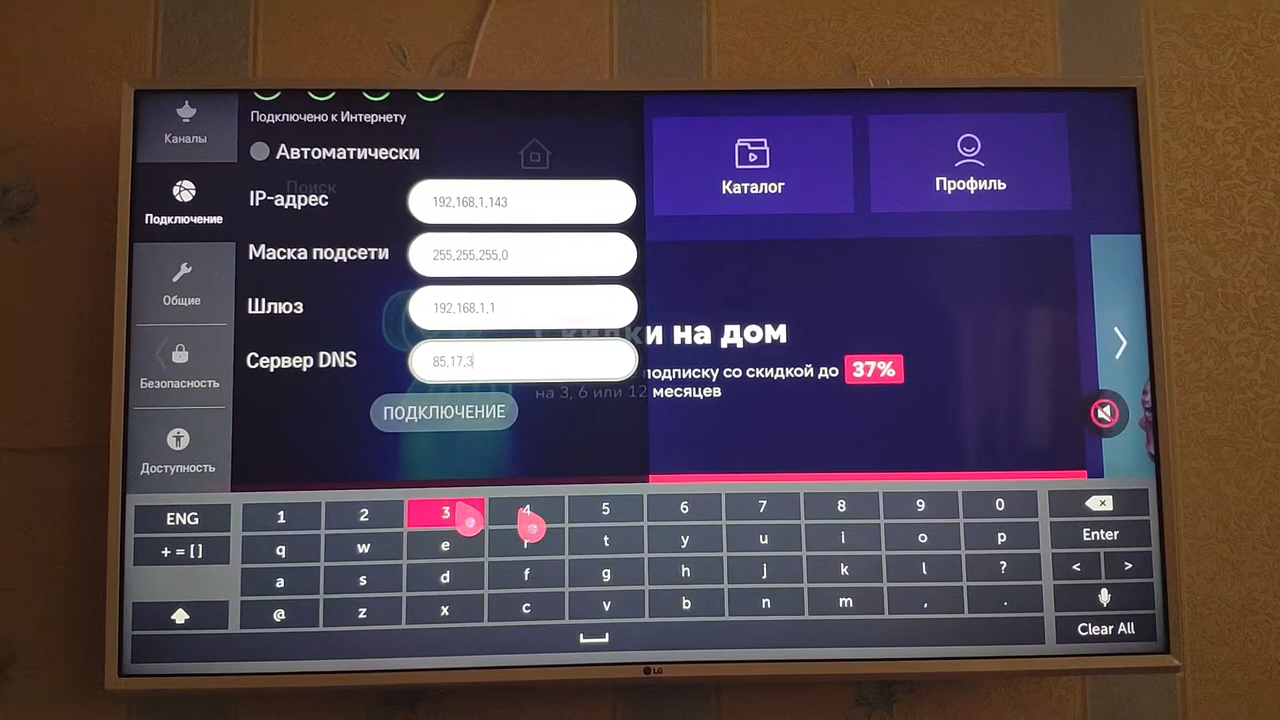 Каналы
Подключение
Общие
Безопасность
Доступность
Подключено к Интернету
Автоматически
Поиск
IP-адрес
192.168.1.143
Маска подсети
255.255.255.0
Шлюз
192.168.1.1
Сервер DNS
85.17.3
ПОДКЛЮЧЕНИЕ
Каталог
Профиль
Скидки на дом
подписку со скидкой до 37%
на 3, 6 или 12 месяцев
ENG 1 2 3 4 5 6 7 8 9 0
+ = [ ] q w e r t y u i o p Enter
a s d f g h j k l ? < >
@ z x c v b n m , .
Clear All
LG